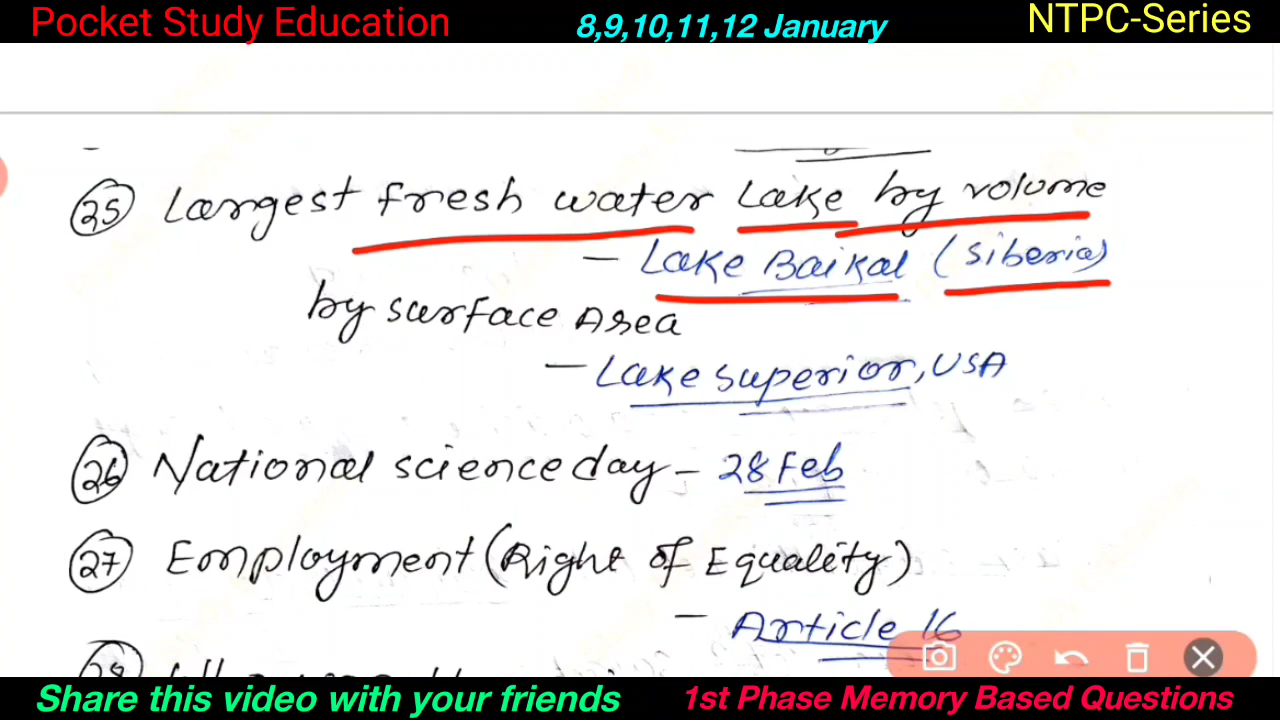 Pocket Study Education
8,9,10,11,12 January
NTPC-Series
25 Largest fresh water Lake by volume
- Lake Baikal (Siberia)
by surface Area
- Lake superior, USA
26 National science day - 28 Feb
27 Employment (Right of Equality)
- Article 16
28
Share this video with your friends
1st Phase Memory Based Questions